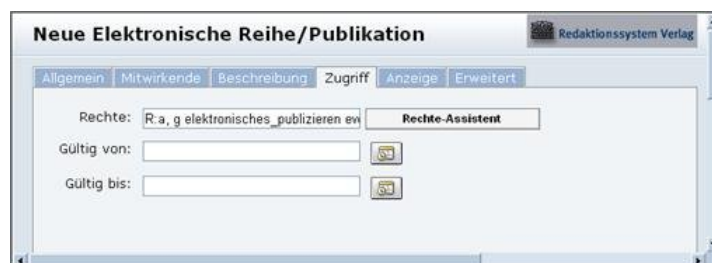 Neue Elektronische Reihe/Publikation
Redaktionssystem Verlag
Allgemein Mitwirkende Beschreibung Zugriff Anzeige Erweitert
Rechte: R:a, g elektronisches_publizieren Rechte-Assistent
Gültig von:
Gültig bis: